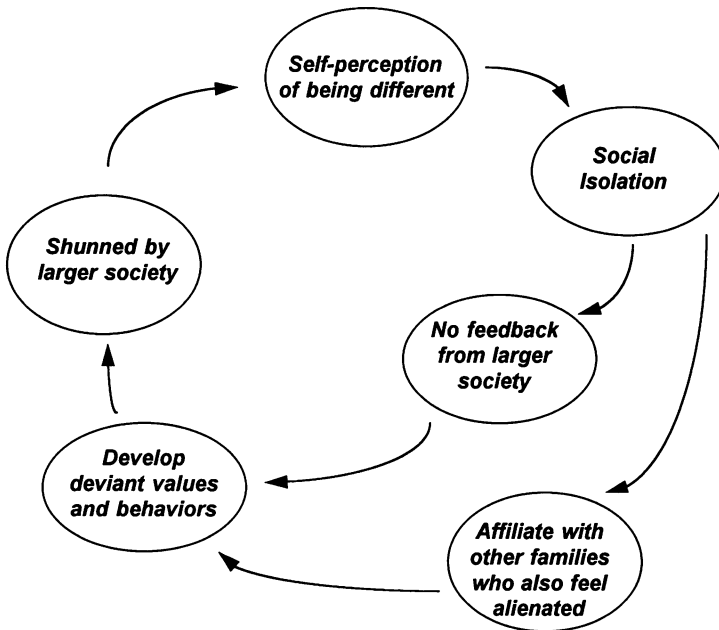 Self-perception
of being different
Social
Isolation
Shunned by
larger society
No feedback
from larger
society
Develop
deviant values
and behaviors
Affiliate with
other families
who also feel
alienated